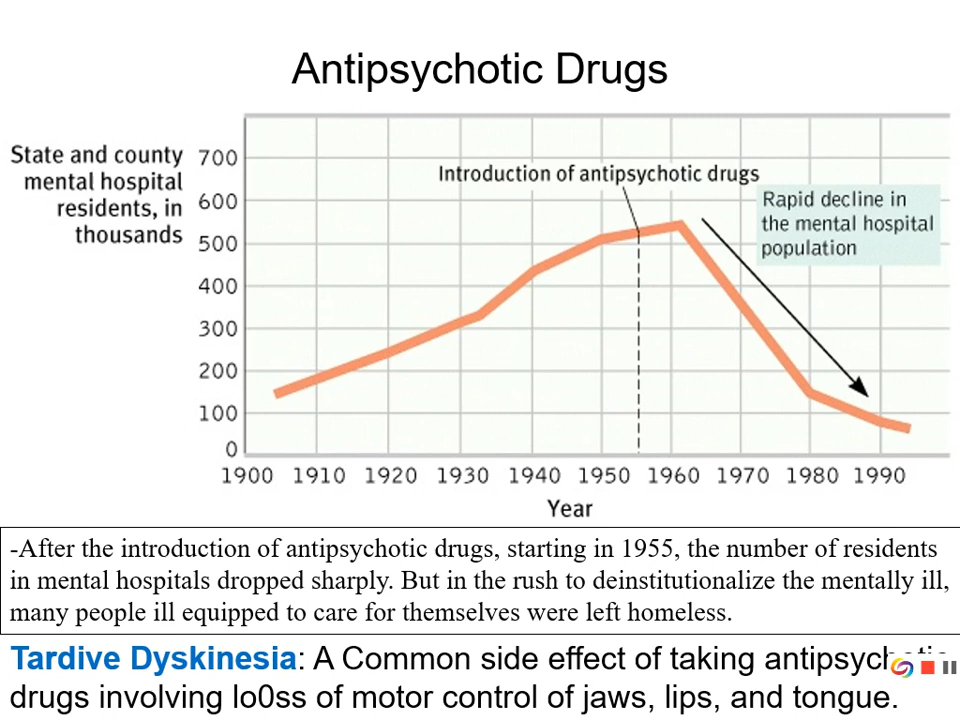 Antipsychotic Drugs
State and county
mental hospital
residents, in
thousands
700
600
500
400
300
200
100
0
Introduction of antipsychotic drugs
Rapid decline in
the mental hospital
population
1900 1910 1920 1930 1940 1950 1960 1970 1980 1990
Year
-After the introduction of antipsychotic drugs, starting in 1955, the number of residents
in mental hospitals dropped sharply. But in the rush to deinstitutionalize the mentally ill,
many people ill equipped to care for themselves were left homeless.
Tardive Dyskinesia: A Common side effect of taking antipsychotic
drugs involving lo0ss of motor control of jaws, lips, and tongue.